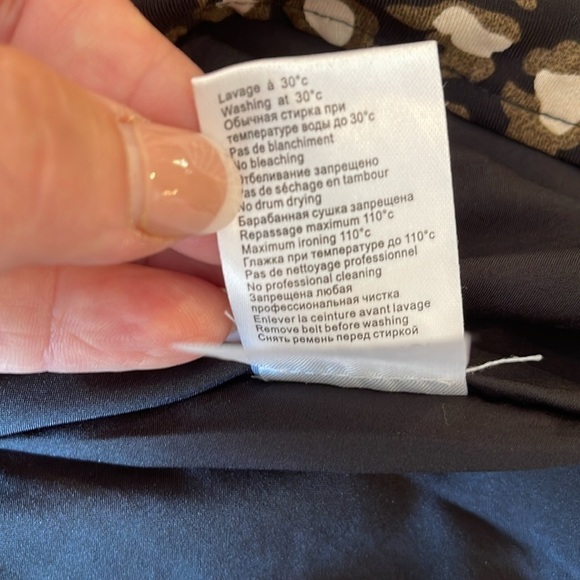 Lavage à 30°c
Washing at 30°c
Обычная стирка при
температуре воды до 30°c
Pas de blanchiment
No bleaching
Отбеливание запрещено
Pas de séchage en tambour
No drum drying
Барабанная сушка запрещена
Repassage maximum 110°c
Maximum ironing 110°c
Глажка при температуре до 110°c
Pas de nettoyage professionnel
No professional cleaning
Запрещена любая
профессиональная чистка
Enlever la ceinture avant lavage
Remove belt before washing
Снять ремень перед стиркой